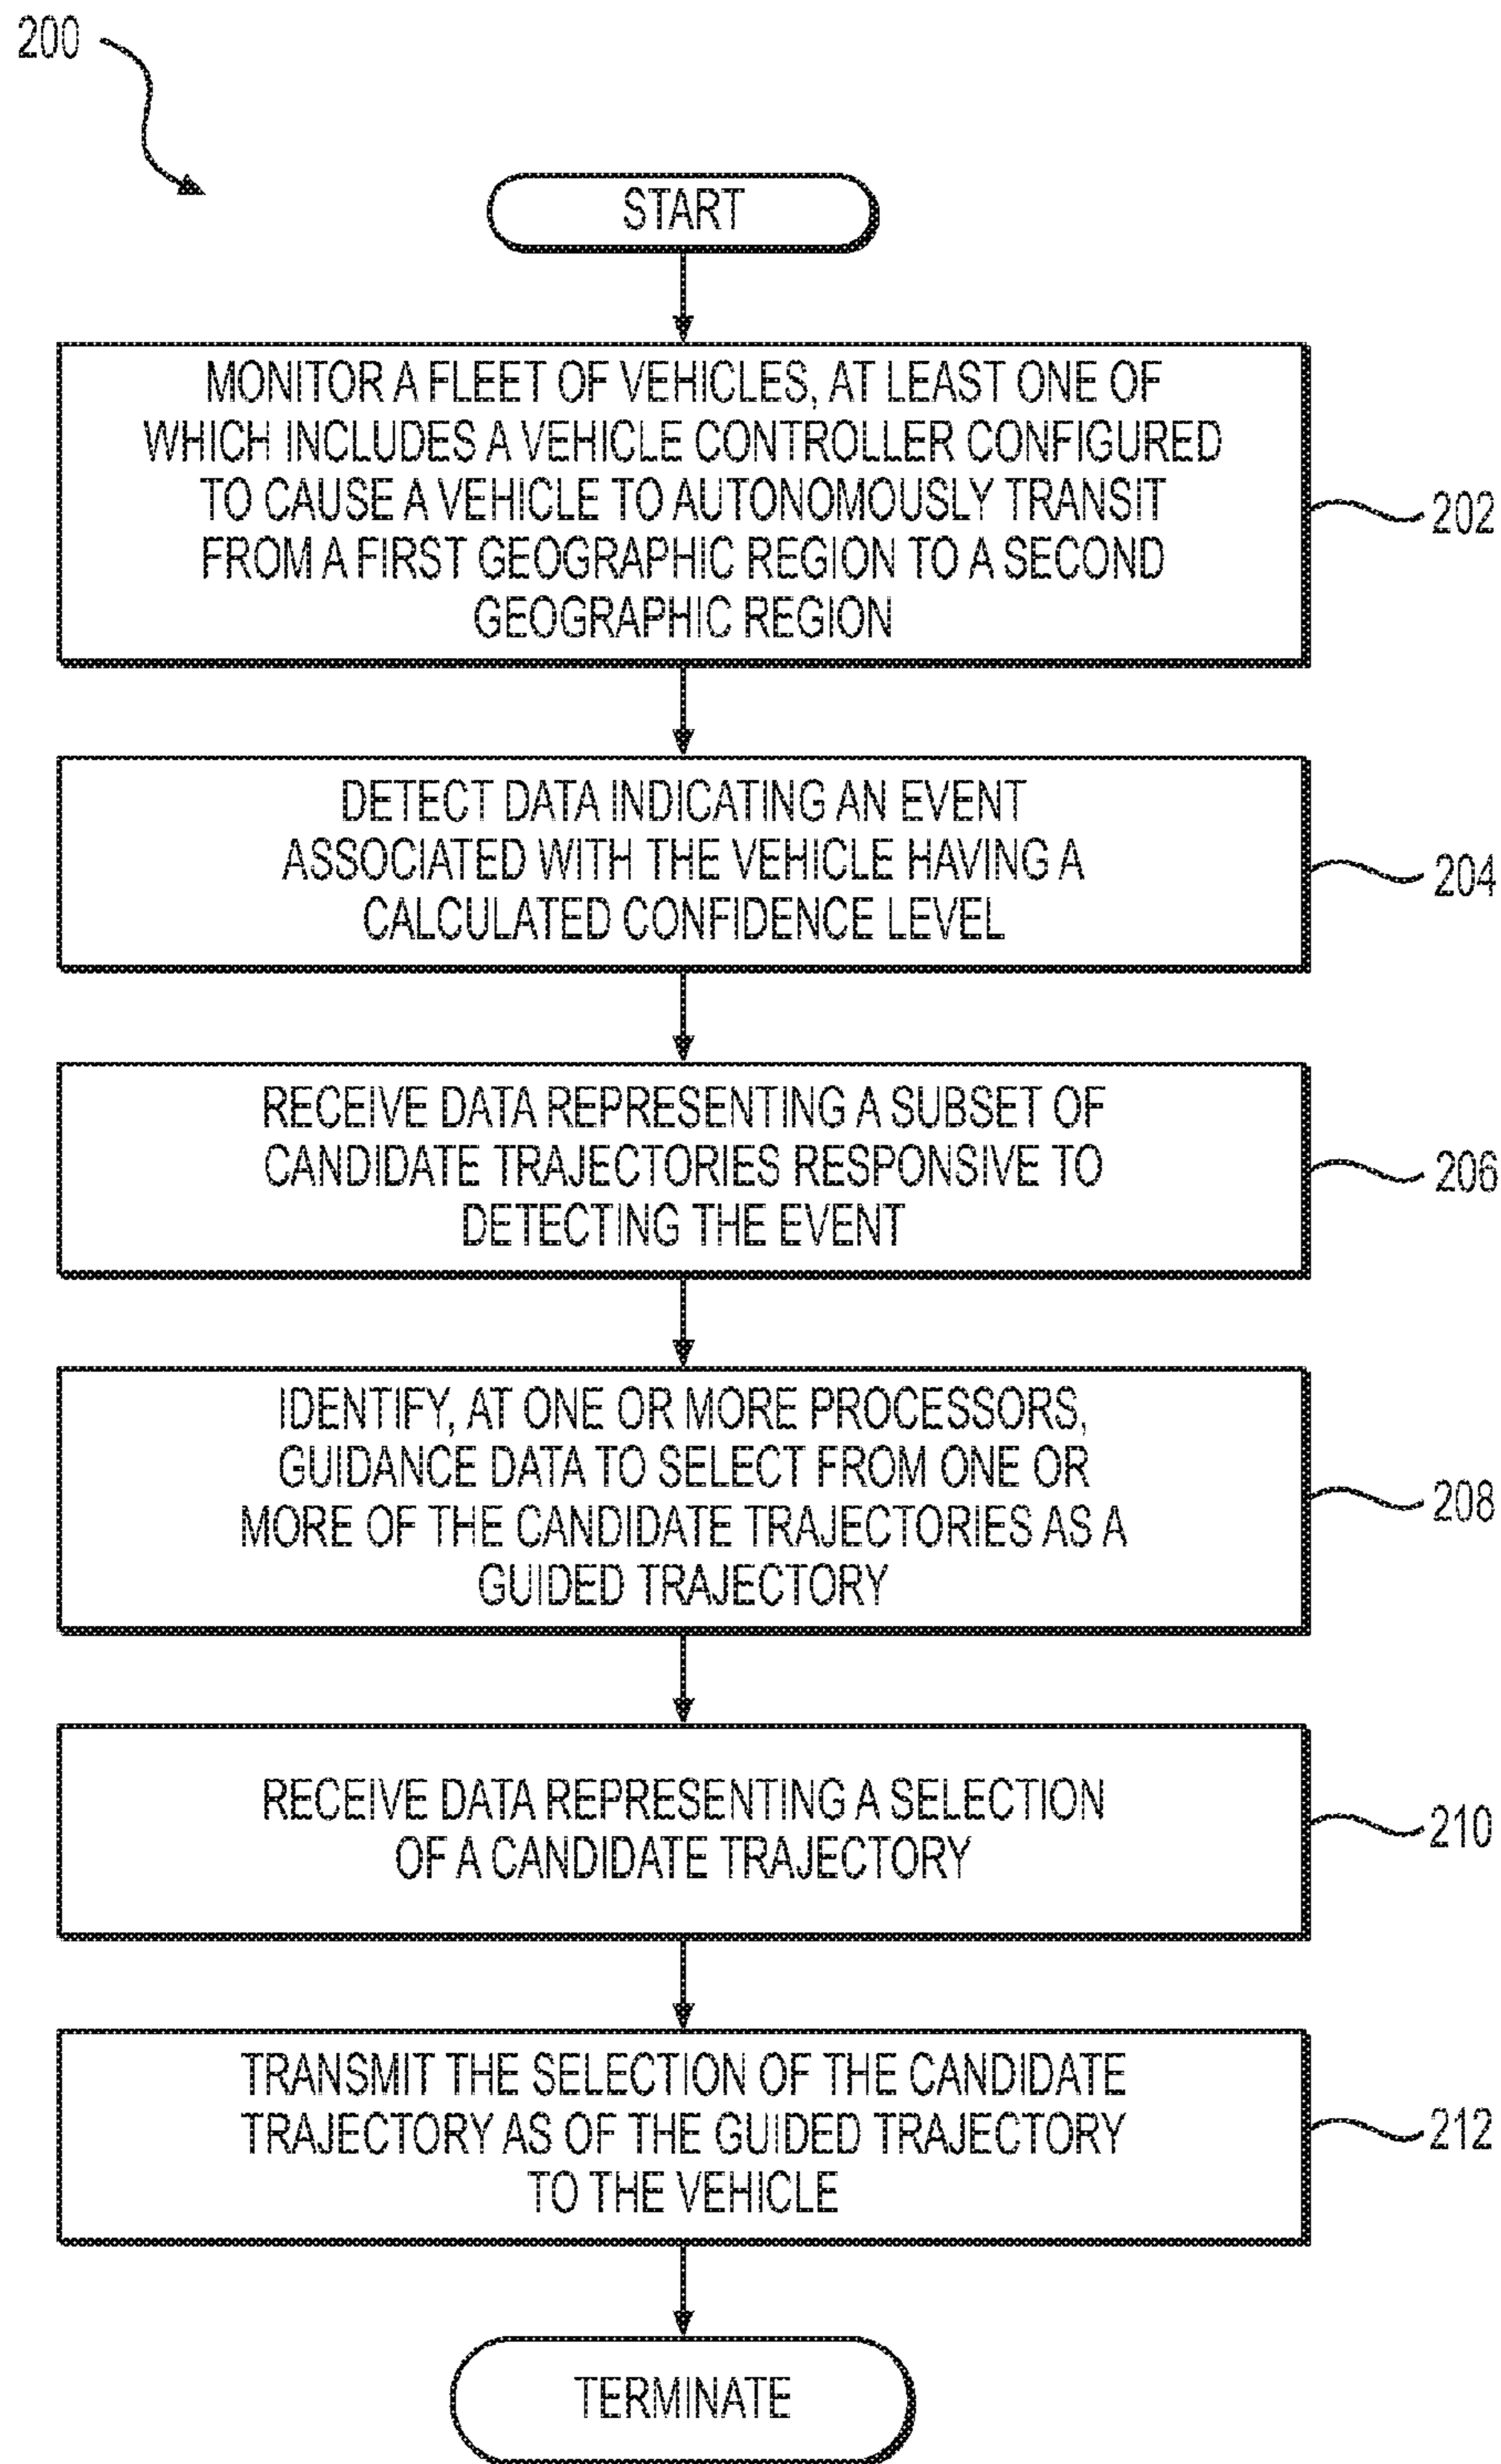 200
START
MONITOR A FLEET OF VEHICLES, AT LEAST ONE OF
WHICH INCLUDES A VEHICLE CONTROLLER CONFIGURED
TO CAUSE A VEHICLE TO AUTONOMOUSLY TRANSIT
FROM A FIRST GEOGRAPHIC REGION TO A SECOND
GEOGRAPHIC REGION
202
DETECT DATA INDICATING AN EVENT
ASSOCIATED WITH THE VEHICLE HAVING A
CALCULATED CONFIDENCE LEVEL
204
RECEIVE DATA REPRESENTING A SUBSET OF
CANDIDATE TRAJECTORIES RESPONSIVE TO
DETECTING THE EVENT
206
IDENTIFY, AT ONE OR MORE PROCESSORS,
GUIDANCE DATA TO SELECT FROM ONE OR
MORE OF THE CANDIDATE TRAJECTORIES AS A
GUIDED TRAJECTORY
208
RECEIVE DATA REPRESENTING A SELECTION
OF A CANDIDATE TRAJECTORY
210
TRANSMIT THE SELECTION OF THE CANDIDATE
TRAJECTORY AS OF THE GUIDED TRAJECTORY
TO THE VEHICLE
212
TERMINATE